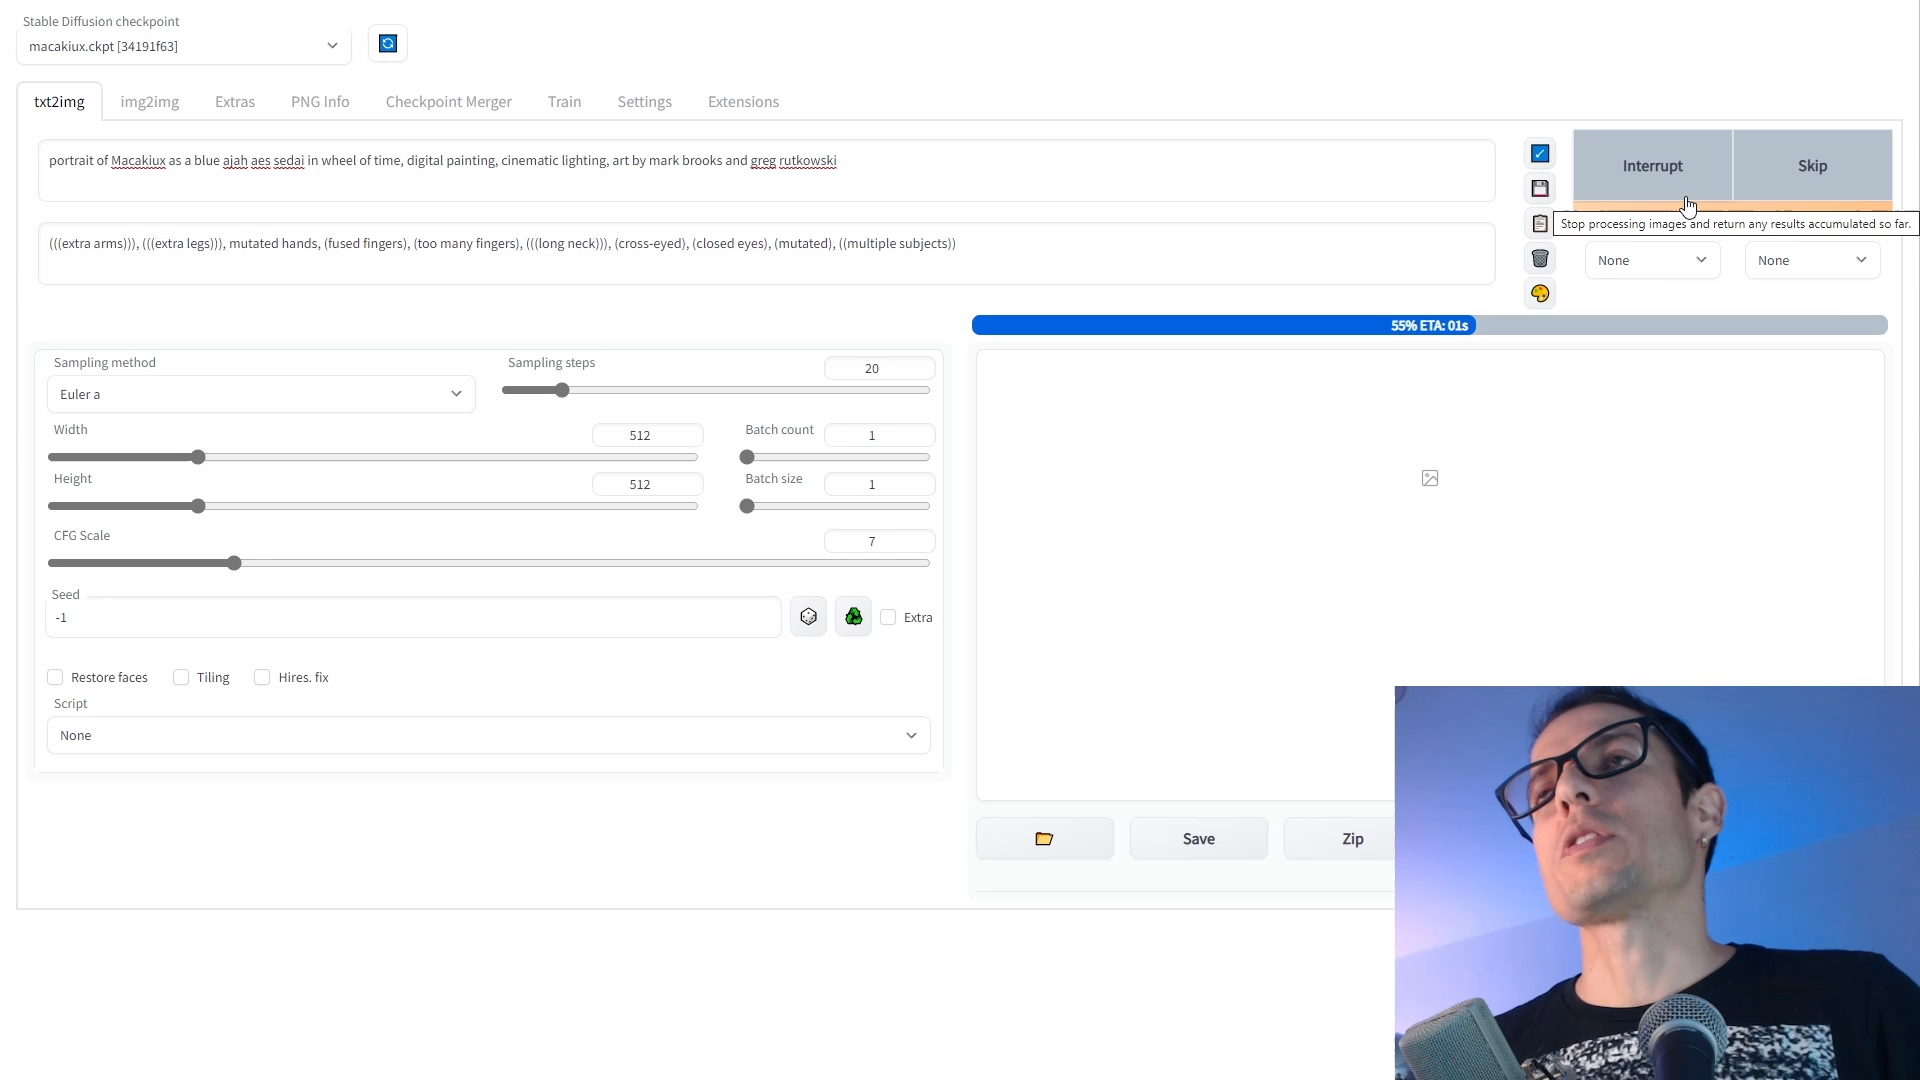 Stable Diffusion checkpoint
macakiux.ckpt [34191f63]
txt2img img2img Extras PNG Info Checkpoint Merger Train Settings Extensions
portrait of Macakiux as a blue ajah aes sedai in wheel of time, digital painting, cinematic lighting, art by mark brooks and greg rutkowski
Interrupt Skip
Stop processing images and return any results accumulated so far.
(((extra arms))), (((extra legs))), mutated hands, (fused fingers), (too many fingers), (((long neck))), (cross-eyed), (closed eyes), (mutated), ((multiple subjects))
None None
55% ETA: 01s
Sampling method
Euler a
Sampling steps
20
Width
512
Batch count
1
Height
512
Batch size
1
CFG Scale
7
Seed
-1
Extra
Restore faces Tiling Hires. fix
Script
None
Save Zip